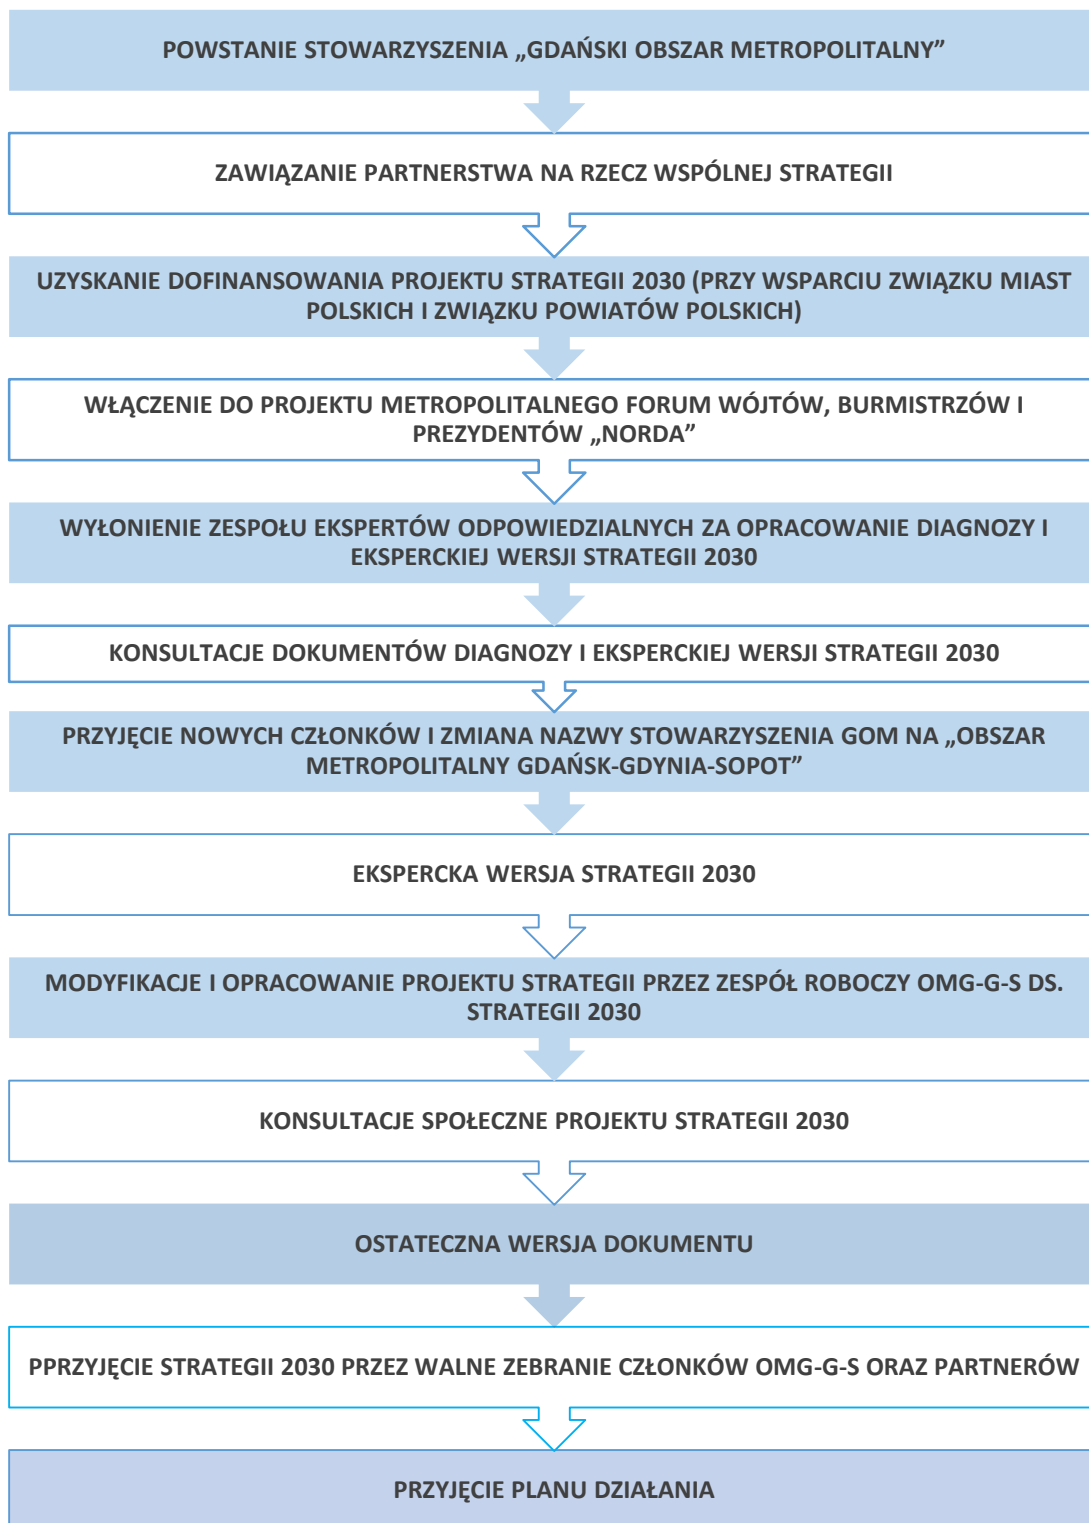 POWSTANIE STOWARZYSZENIA „GDAŃSKI OBSZAR METROPOLITALNY”
ZAWIĄZANIE PARTNERSTWA NA RZECZ WSPÓLNEJ STRATEGII
UZYSKANIE DOFINANSOWANIA PROJEKTU STRATEGII 2030 (PRZY WSPARCIU ZWIĄZKU MIAST
POLSKICH I ZWIĄZKU POWIATÓW POLSKICH)
WŁĄCZENIE DO PROJEKTU METROPOLITALNEGO FORUM WÓJTÓW, BURMISTRZÓW I
PREZYDENTÓW „NORDA”
WYŁONIENIE ZESPOŁU EKSPERTÓW ODPOWIEDZIALNYCH ZA OPRACOWANIE DIAGNOZY I
EKSPERCKIEJ WERSJI STRATEGII 2030
KONSULTACJE DOKUMENTÓW DIAGNOZY I EKSPERCKIEJ WERSJI STRATEGII 2030
PRZYJĘCIE NOWYCH CZŁONKÓW I ZMIANA NAZWY STOWARZYSZENIA GOM NA „OBSZAR
METROPOLITALNY GDAŃSK-GDYNIA-SOPOT”
EKSPERCKA WERSJA STRATEGII 2030
MODYFIKACJE I OPRACOWANIE PROJEKTU STRATEGII PRZEZ ZESPÓŁ ROBOCZY OMG-G-S DS.
STRATEGII 2030
KONSULTACJE SPOŁECZNE PROJEKTU STRATEGII 2030
OSTATECZNA WERSJA DOKUMENTU
PPRZYJĘCIE STRATEGII 2030 PRZEZ WALNE ZEBRANIE CZŁONKÓW OMG-G-S ORAZ PARTNERÓW
PRZYJĘCIE PLANU DZIAŁANIA